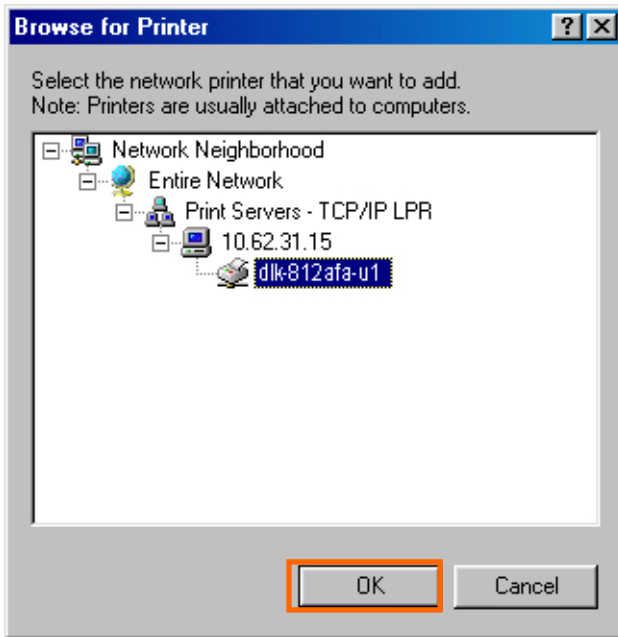 Browse for Printer
Select the network printer that you want to add.
Note: Printers are usually attached to computers.
Network Neighborhood
Entire Network
Print Servers - TCP/IP LPR
10.62.31.15
dlk-812afa-u1
OK
Cancel